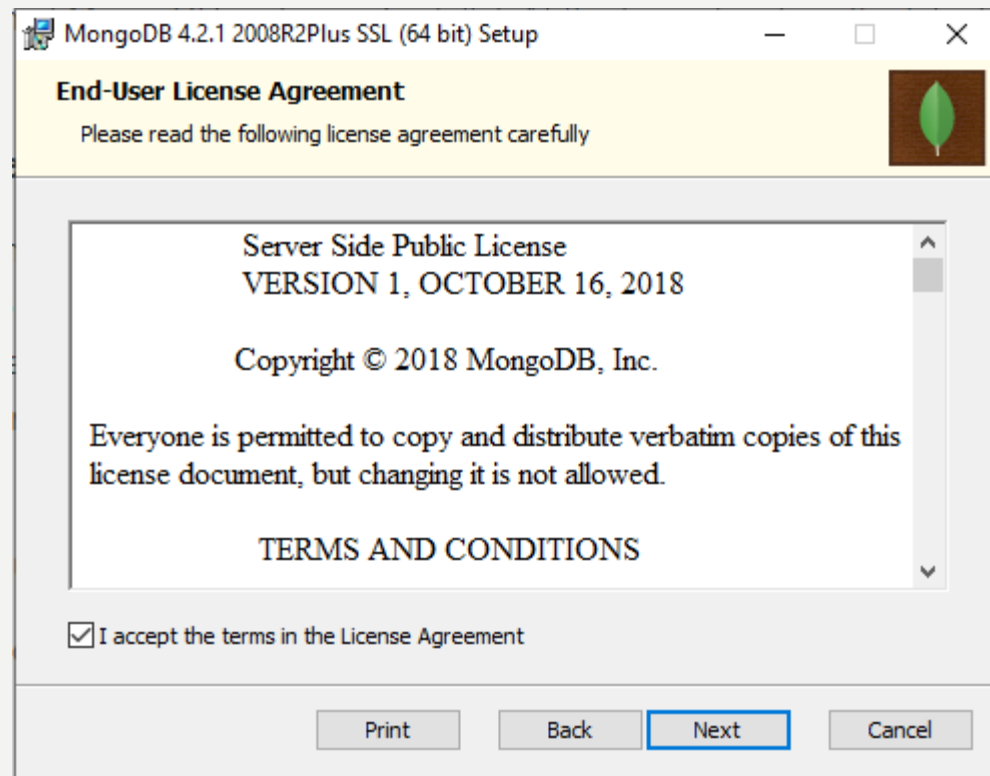 MongoDB 4.2.1 2008R2Plus SSL (64 bit) Setup
End-User License Agreement
Please read the following license agreement carefully
Server Side Public License
VERSION 1, OCTOBER 16, 2018
Copyright © 2018 MongoDB, Inc.
Everyone is permitted to copy and distribute verbatim copies of this
license document, but changing it is not allowed.
TERMS AND CONDITIONS
I accept the terms in the License Agreement
Print Back Next Cancel